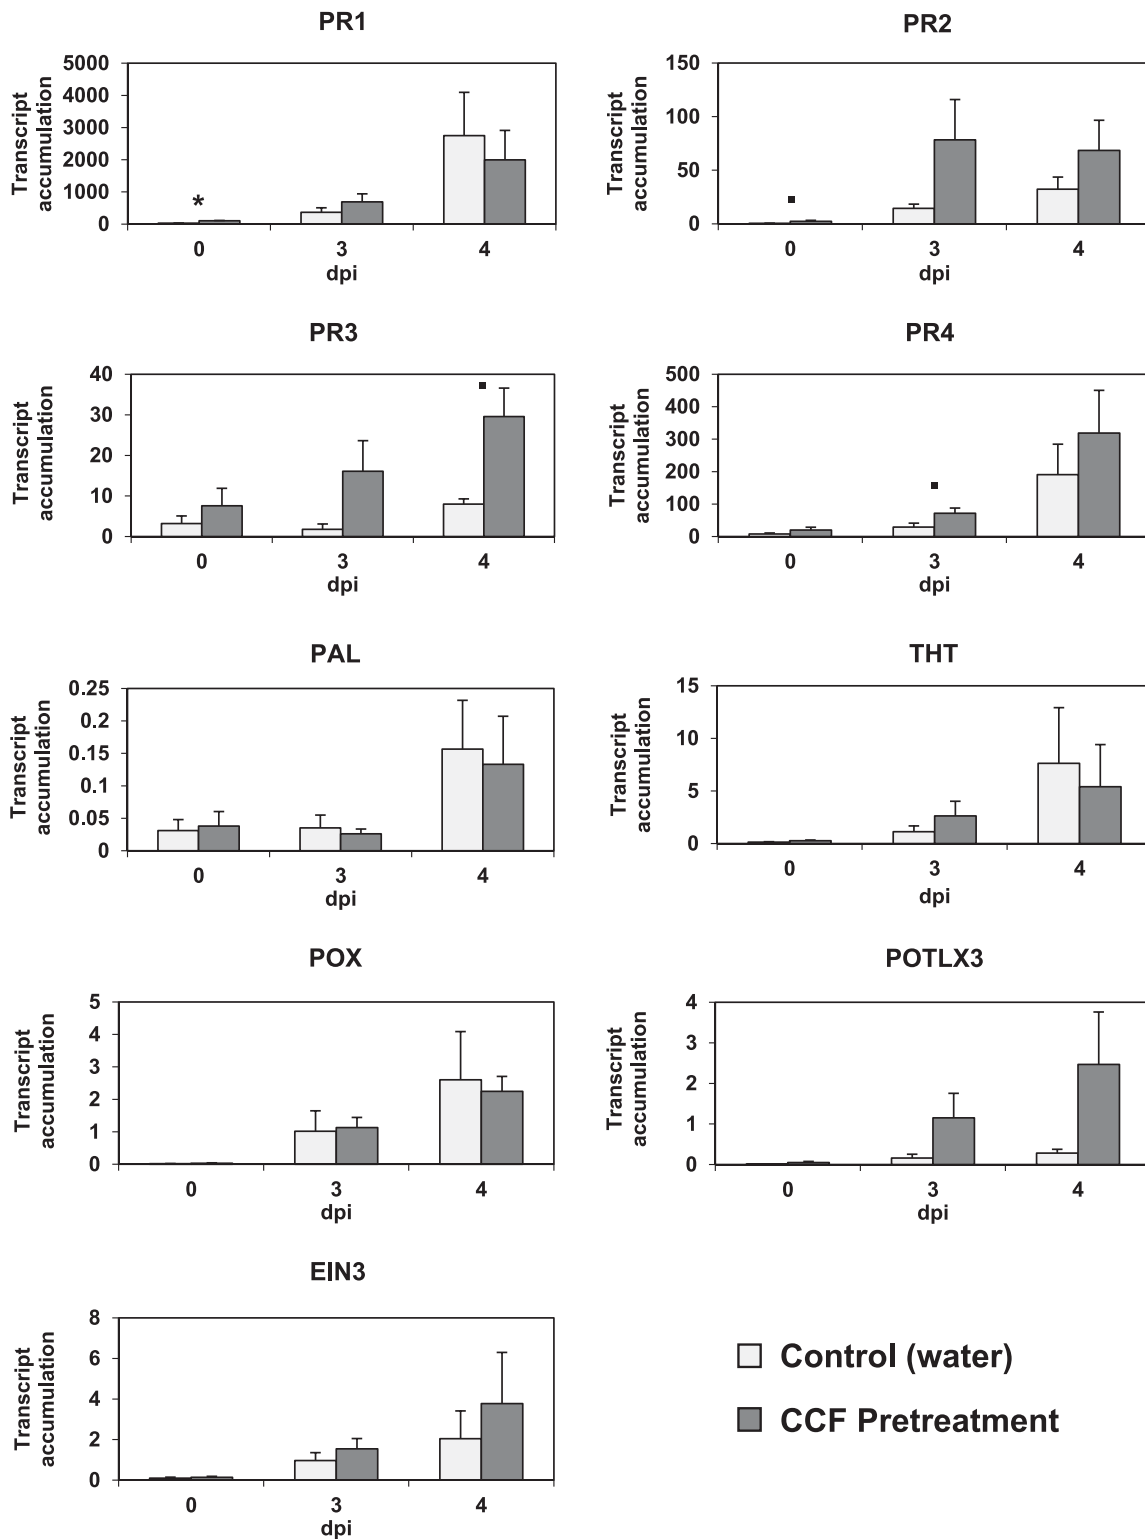 PR1
Transcript
accumulation
5000
4000
3000
2000
1000
0
*
0 3 4
dpi
PR2
Transcript
accumulation
150
100
50
0
0 3 4
dpi
PR3
Transcript
accumulation
40
30
20
10
0
0 3 4
dpi
PR4
Transcript
accumulation
500
400
300
200
100
0
0 3 4
dpi
PAL
Transcript
accumulation
0.25
0.2
0.15
0.1
0.05
0
0 3 4
dpi
THT
Transcript
accumulation
15
10
5
0
0 3 4
dpi
POX
Transcript
accumulation
5
4
3
2
1
0
0 3 4
dpi
POTLX3
Transcript
accumulation
4
3
2
1
0
0 3 4
dpi
EIN3
Transcript
accumulation
8
6
4
2
0
0 3 4
dpi
Control (water)
CCF Pretreatment